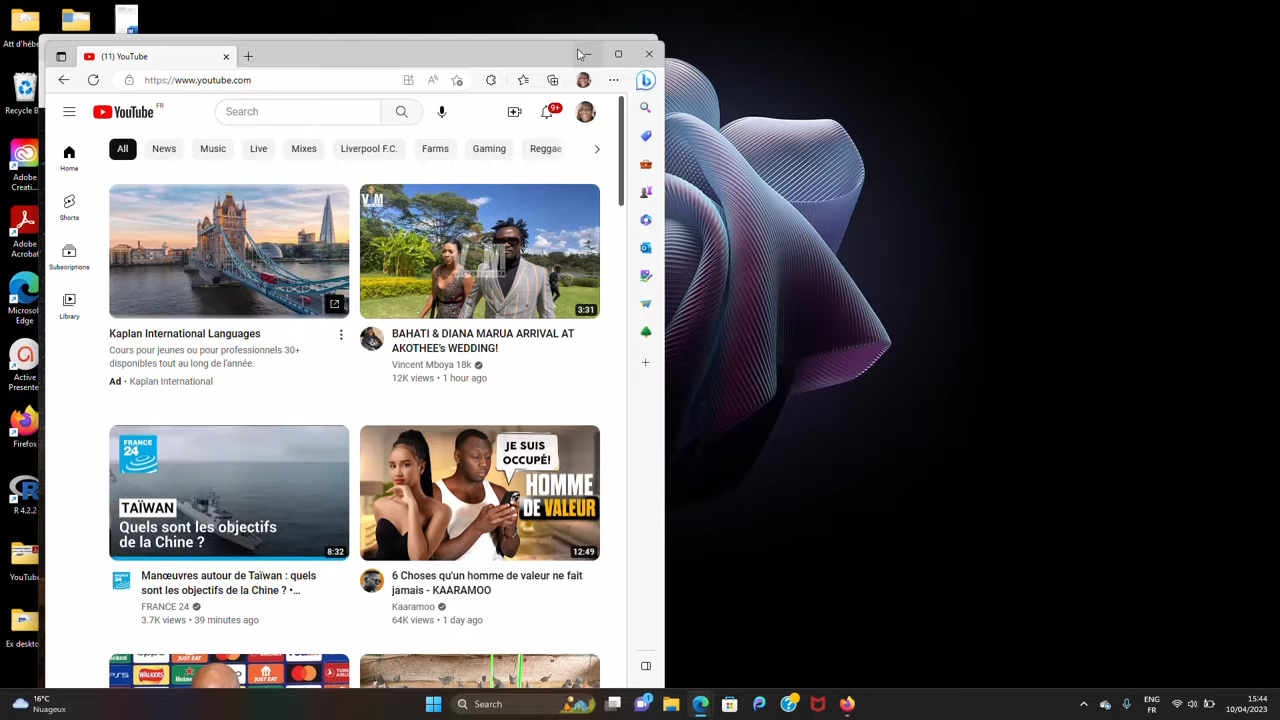 Att d'hébe
(11) YouTube
https://www.youtube.com
YouTube FR
Search
9+
All
News
Music
Live
Mixes
Liverpool F.C.
Farms
Gaming
Reggae
Home
Shorts
Subscriptions
Library
Recycle B
Adobe
Creati...
Adobe
Acrobat
Microsof
Edge
Active
Presente
Firefox
R 4.2.2
YouTube
Ex deskto
Kaplan International Languages
Cours pour jeunes ou pour professionnels 30+
disponibles tout au long de l'année.
Ad · Kaplan International
3:31
BAHATI & DIANA MARUA ARRIVAL AT
AKOTHEE's WEDDING!
Vincent Mboya 18k
12K views • 1 hour ago
FRANCE
24
TAÏWAN
Quels sont les objectifs
de la Chine ?
8:32
Manœuvres autour de Taïwan : quels
sont les objectifs de la Chine ? •...
FRANCE 24
3.7K views • 39 minutes ago
JE SUIS
OCCUPÉ!
HOMME
DE VALEUR
12:49
6 Choses qu'un homme de valeur ne fait
jamais - KAARAMOO
Kaaramoo
64K views • 1 day ago
JUST EAT
WALKERS
16°C
Nuageux
Search
ENG
FR
15:44
10/04/2023